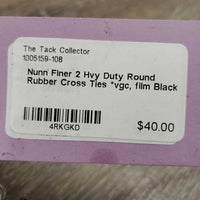 The Tack Collector
1005159-108
Nunn Finer 2 Hvy Duty Round
Rubber Cross Ties *vgc, film Black
4RKGKD
$40.00